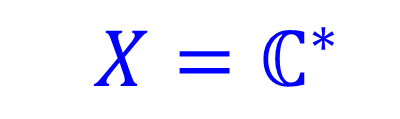 𝑋 = ℂ*